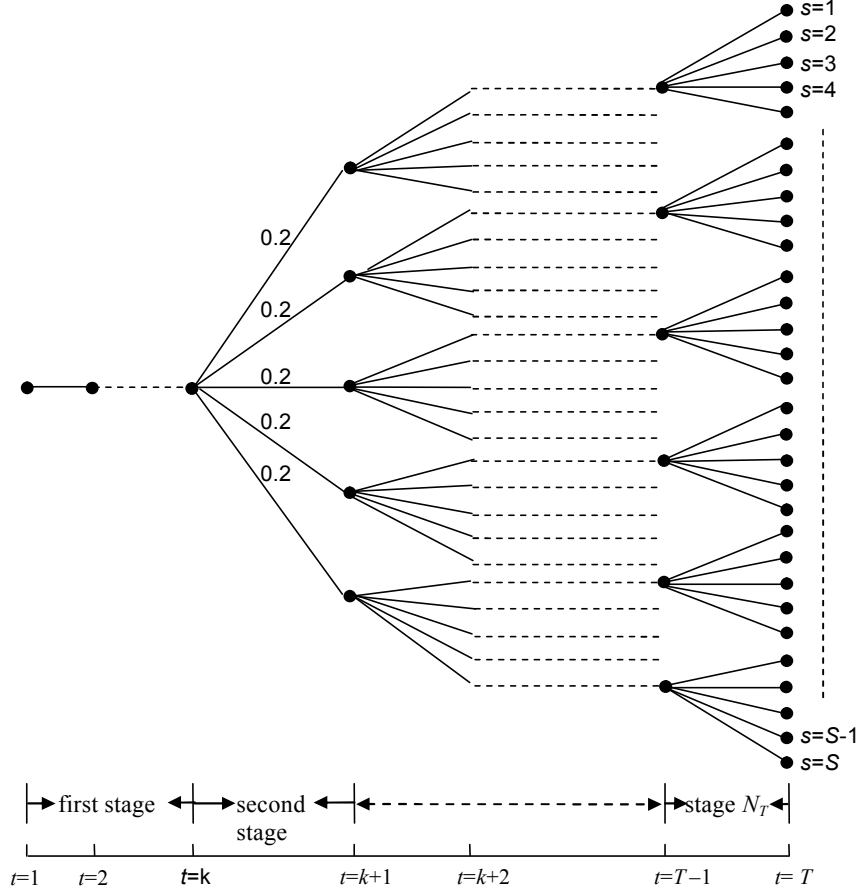 s=1
s=2
s=3
s=4
0.2
0.2
0.2
0.2
0.2
s=S-1
s=S
first stage
second
stage
stage N_T
t=1
t=2
t=k
t=k+1
t=k+2
t=T−1
t= T